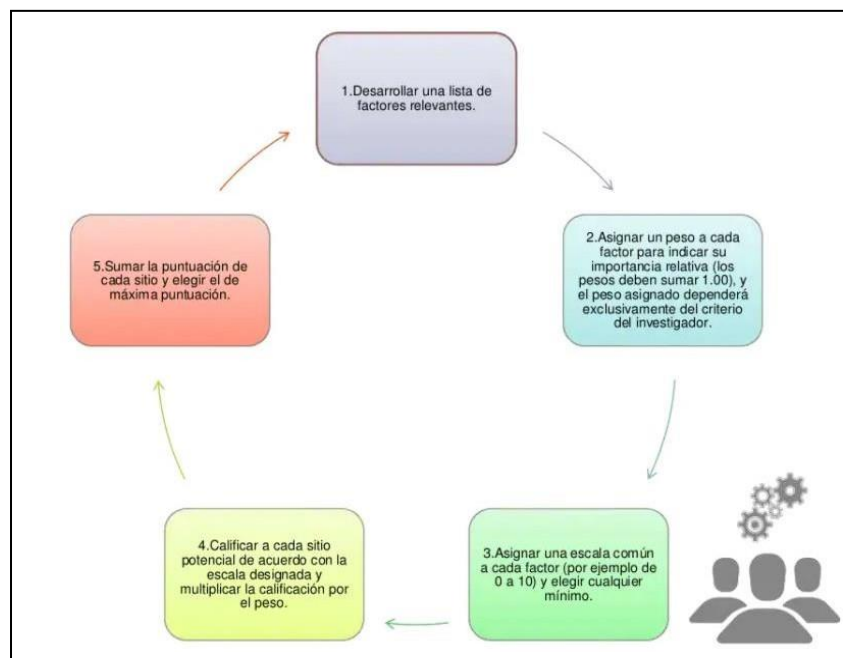 1.Desarrollar una lista de
factores relevantes.
2.Asignar un peso a cada
factor para indicar su
importancia relativa (los
pesos deben sumar 1.00), y
el peso asignado dependerá
exclusivamente del criterio
del investigador.
3.Asignar una escala común
a cada factor (por ejemplo de
0 a 10) y elegir cualquier
mínimo.
4.Calificar a cada sitio
potencial de acuerdo con la
escala designada y
multiplicar la calificación por
el peso.
5.Sumar la puntuación de
cada sitio y elegir el de
máxima puntuación.